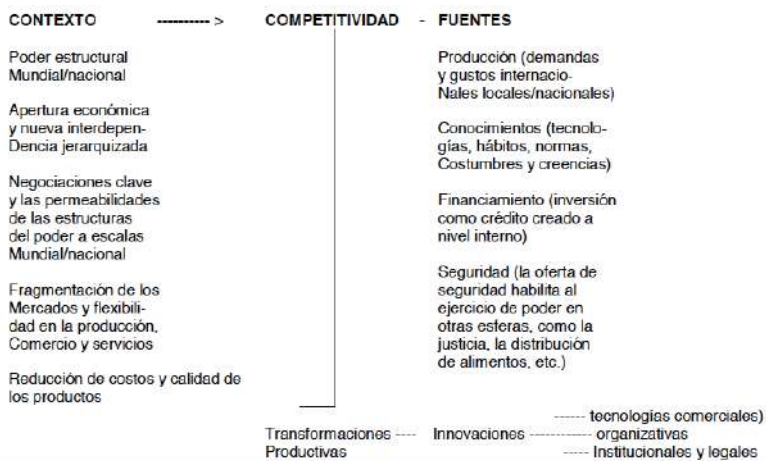 CONTEXTO ---------- > COMPETITIVIDAD - FUENTES
Poder estructural
Mundial/nacional
Apertura económica
y nueva interdepen-
Dencia jerarquizada
Negociaciones clave
y las permeabilidades
de las estructuras
del poder a escalas
Mundial/nacional
Fragmentación de los
Mercados y flexibili-
dad en la producción,
Comercio y servicios
Reducción de costos y calidad de
los productos
Producción (demandas
y gustos internacio-
Nales locales/nacionales)
Conocimientos (tecnolo-
gías, hábitos, normas,
Costumbres y creencias)
Financiamiento (inversión
como crédito creado a
nivel interno)
Seguridad (la oferta de
seguridad habilita al
ejercicio de poder en
otras esferas, como la
justicia, la distribución
de alimentos, etc.)
------ tecnologías comerciales)
Transformaciones ---- Innovaciones ------------ organizativas
Productivas ----- Institucionales y legales